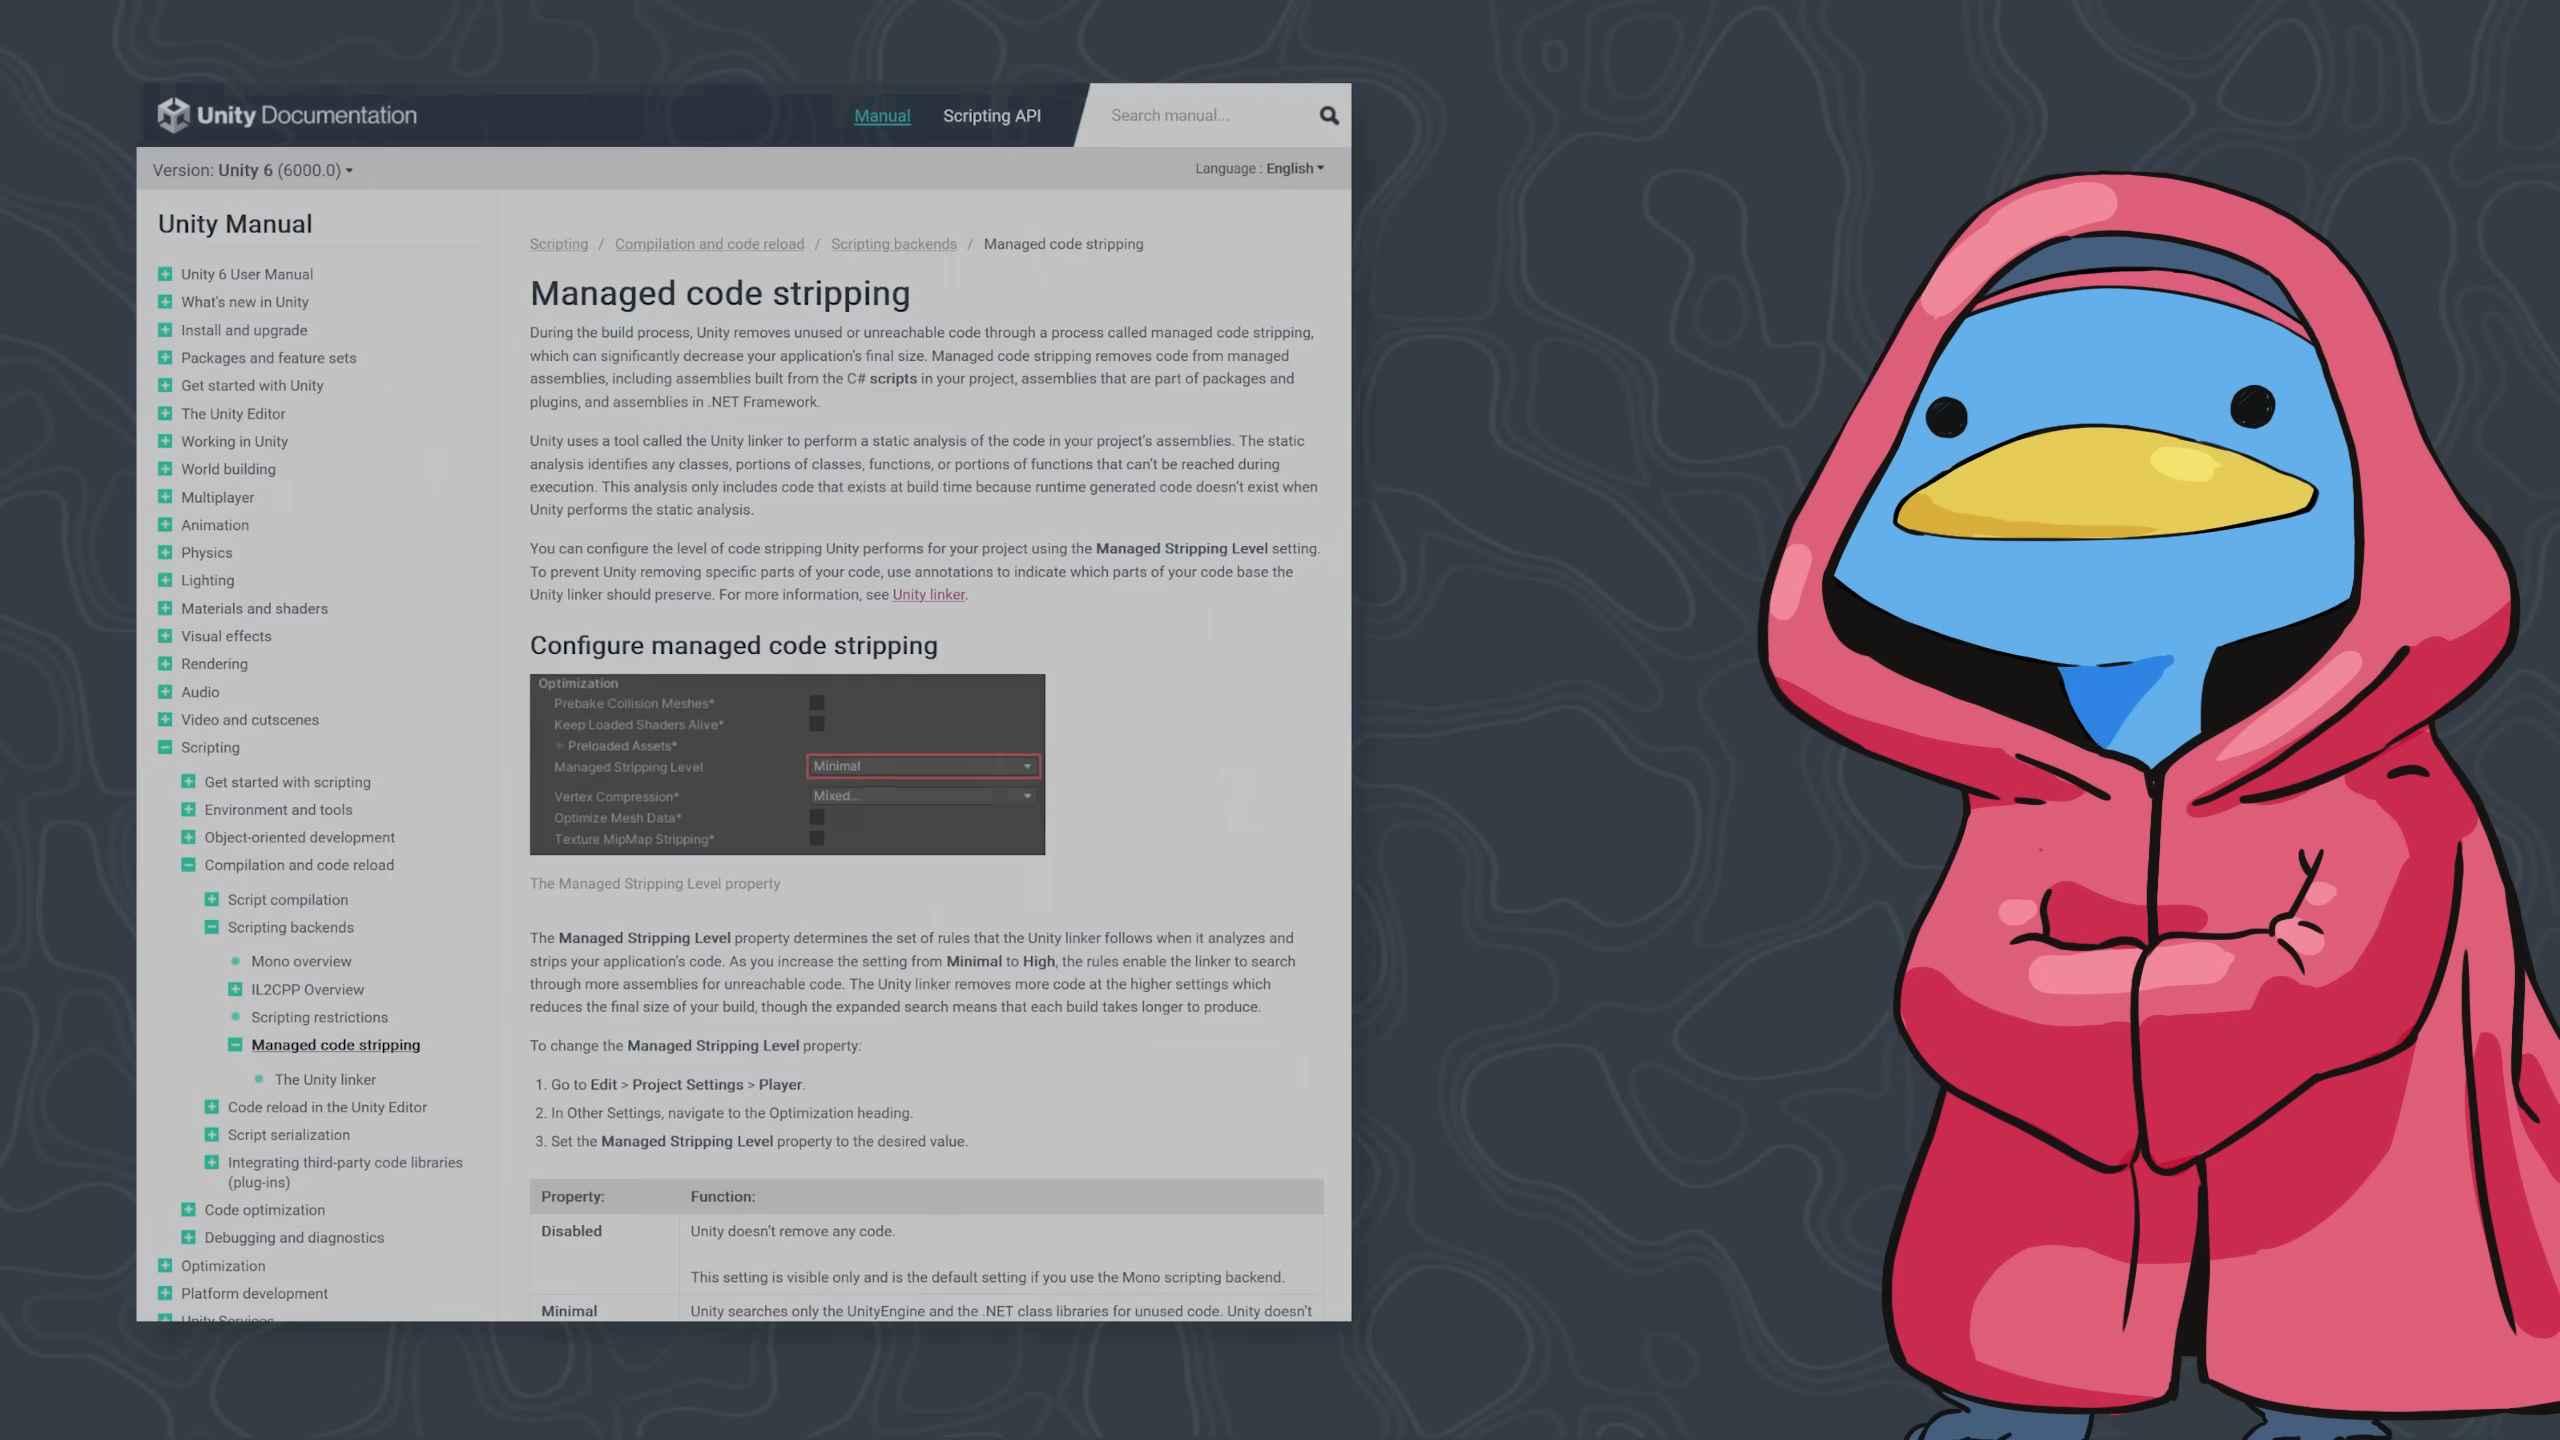 Unity Documentation
Manual
Scripting API
Search manual...
Version: Unity 6 (6000.0)
Language : English
Unity Manual
Unity 6 User Manual
What's new in Unity
Install and upgrade
Packages and feature sets
Get started with Unity
The Unity Editor
Working in Unity
World building
Multiplayer
Animation
Physics
Lighting
Materials and shaders
Visual effects
Rendering
Audio
Video and cutscenes
Scripting
Get started with scripting
Environment and tools
Object-oriented development
Compilation and code reload
Script compilation
Scripting backends
Mono overview
IL2CPP Overview
Scripting restrictions
Managed code stripping
The Unity linker
Code reload in the Unity Editor
Script serialization
Integrating third-party code libraries
(plug-ins)
Code optimization
Debugging and diagnostics
Optimization
Platform development
Unity Services
Scripting / Compilation and code reload / Scripting backends / Managed code stripping
Managed code stripping
During the build process, Unity removes unused or unreachable code through a process called managed code stripping,
which can significantly decrease your application's final size. Managed code stripping removes code from managed
assemblies, including assemblies built from the C# scripts in your project, assemblies that are part of packages and
plugins, and assemblies in .NET Framework.
Unity uses a tool called the Unity linker to perform a static analysis of the code in your project's assemblies. The static
analysis identifies any classes, portions of classes, functions, or portions of functions that can't be reached during
execution. This analysis only includes code that exists at build time because runtime generated code doesn't exist when
Unity performs the static analysis.
You can configure the level of code stripping Unity performs for your project using the Managed Stripping Level setting.
To prevent Unity removing specific parts of your code, use annotations to indicate which parts of your code base the
Unity linker should preserve. For more information, see Unity linker.
Configure managed code stripping
Optimization
Prebake Collision Meshes*
Keep Loaded Shaders Alive*
Preloaded Assets*
Managed Stripping Level Minimal
Vertex Compression* Mixed...
Optimize Mesh Data*
Texture MipMap Stripping*
The Managed Stripping Level property
The Managed Stripping Level property determines the set of rules that the Unity linker follows when it analyzes and
strips your application's code. As you increase the setting from Minimal to High, the rules enable the linker to search
through more assemblies for unreachable code. The Unity linker removes more code at the higher settings which
reduces the final size of your build, though the expanded search means that each build takes longer to produce.
To change the Managed Stripping Level property:
1. Go to Edit > Project Settings > Player.
2. In Other Settings, navigate to the Optimization heading.
3. Set the Managed Stripping Level property to the desired value.
Property: Function:
Disabled Unity doesn't remove any code.
This setting is visible only and is the default setting if you use the Mono scripting backend.
Minimal Unity searches only the UnityEngine and the .NET class libraries for unused code. Unity doesn't